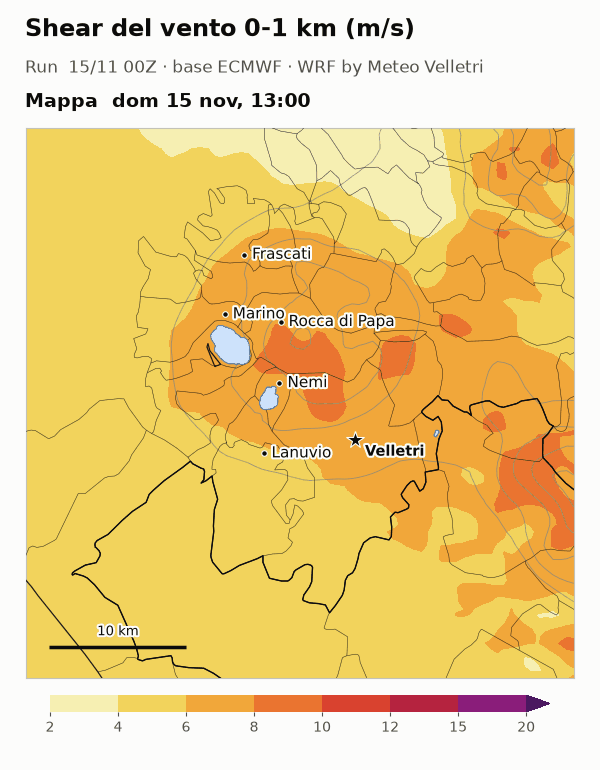 Shear del vento 0-1 km (m/s)
Run  15/11 00Z · base ECMWF · WRF by Meteo Velletri
Mappa  dom 15 nov, 13:00
Frascati
Marino
Rocca di Papa
Nemi
Velletri
Lanuvio
10 km
2 4 6 8 10 12 15 20